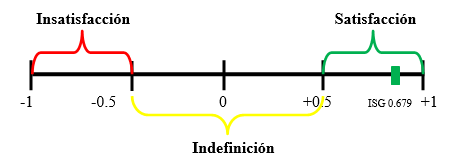 Insatisfacción Satisfacción
-1 -0.5 0 +0.5 ISG 0.679 +1
Indefinición